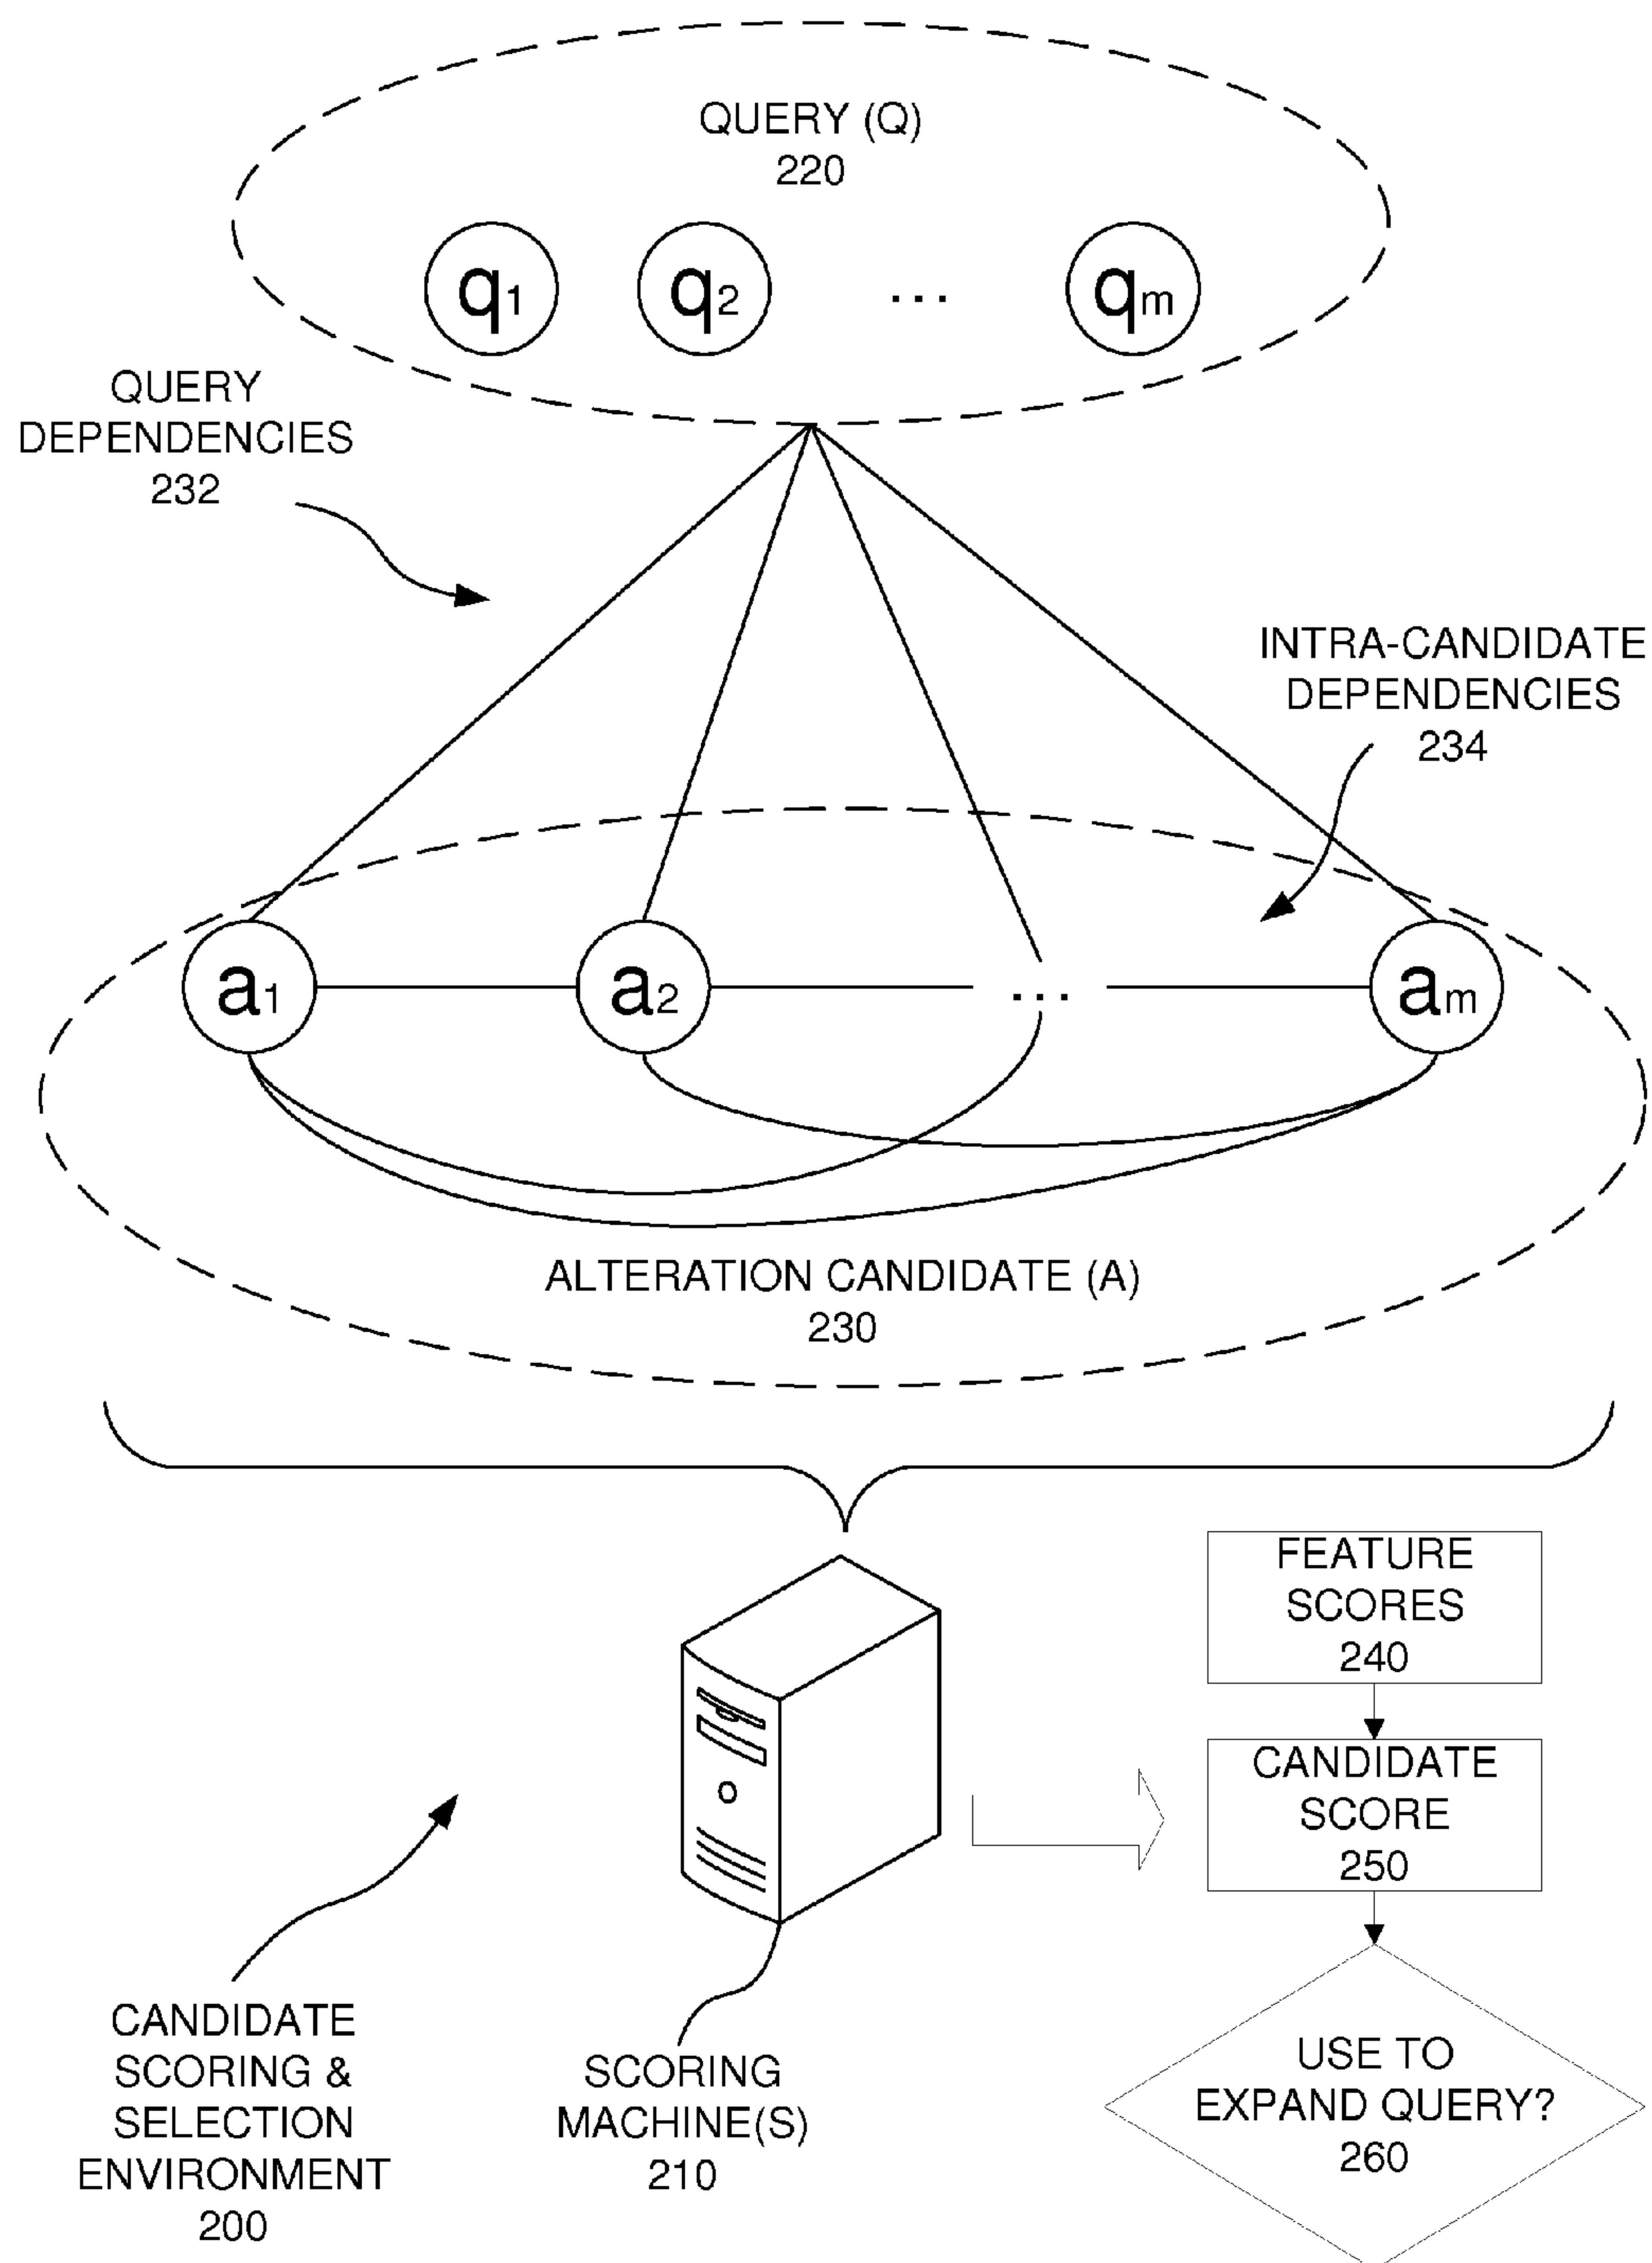 QUERY (Q)
220
q1 q2 ... qm
QUERY
DEPENDENCIES
232
INTRA-CANDIDATE
DEPENDENCIES
234
a1 a2 ... am
ALTERATION CANDIDATE (A)
230
FEATURE
SCORES
240
CANDIDATE
SCORE
250
USE TO
EXPAND QUERY?
260
CANDIDATE
SCORING &
SELECTION
ENVIRONMENT
200
SCORING
MACHINE(S)
210